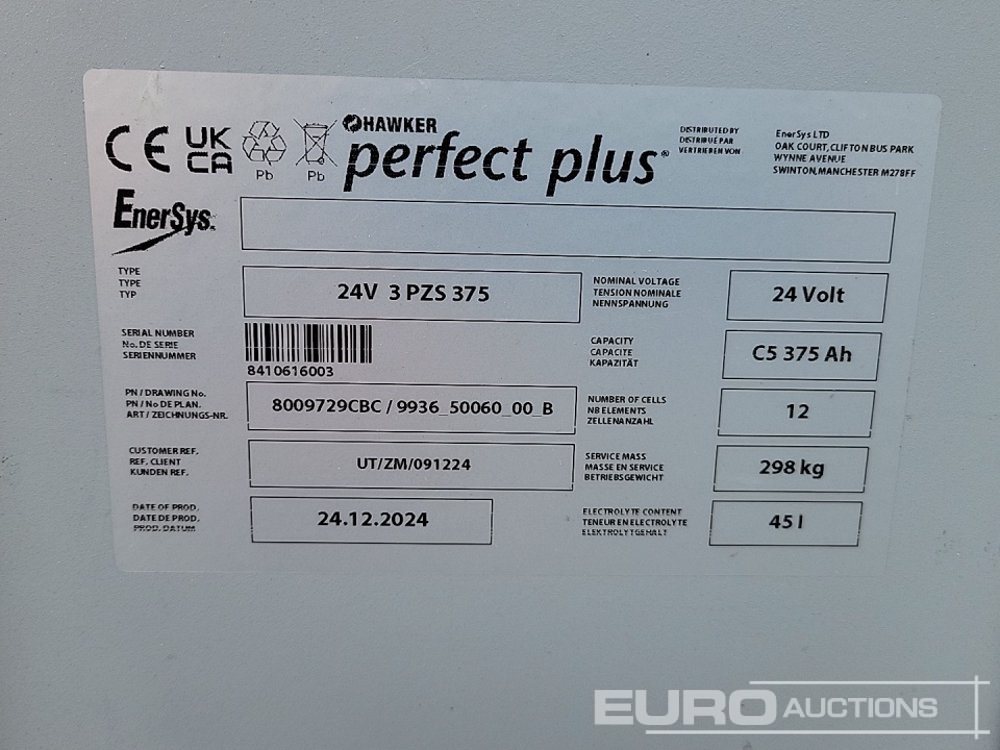 CE UK
CA
Pb Pb
HAWKER
perfect plus®
DISTRIBUTED BY
DISTRIBUE PAR
VERTRIEBEN VON
EnerSys LTD
OAK COURT, CLIFTON BUS PARK
WYNNE AVENUE
SWINTON, MANCHESTER M278FF
EnerSys.
TYPE
TYPE
TYP
24V 3 PZS 375
NOMINAL VOLTAGE
TENSION NOMINALE
NENNSPANNUNG
24 Volt
SERIAL NUMBER
No. DE SERIE
SERIENNUMMER
8410616003
CAPACITY
CAPACITE
KAPAZITÄT
C5 375 Ah
PN / DRAWING No.
PN / No DE PLAN.
ART / ZEICHNUNGS-NR.
8009729CBC / 9936_50060_00_B
NUMBER OF CELLS
NB ELEMENTS
ZELLENANZAHL
12
CUSTOMER REF.
REF. CLIENT
KUNDEN REF.
UT/ZM/091224
SERVICE MASS
MASSE EN SERVICE
BETRIEBSGEWICHT
298 kg
DATE OF PROD.
DATE DE PROD.
PROD. DATUM
24.12.2024
ELECTROLYTE CONTENT
TENEUR EN ELECTROLYTE
ELEKTROLYTGEHALT
45 l
EURO AUCTIONS